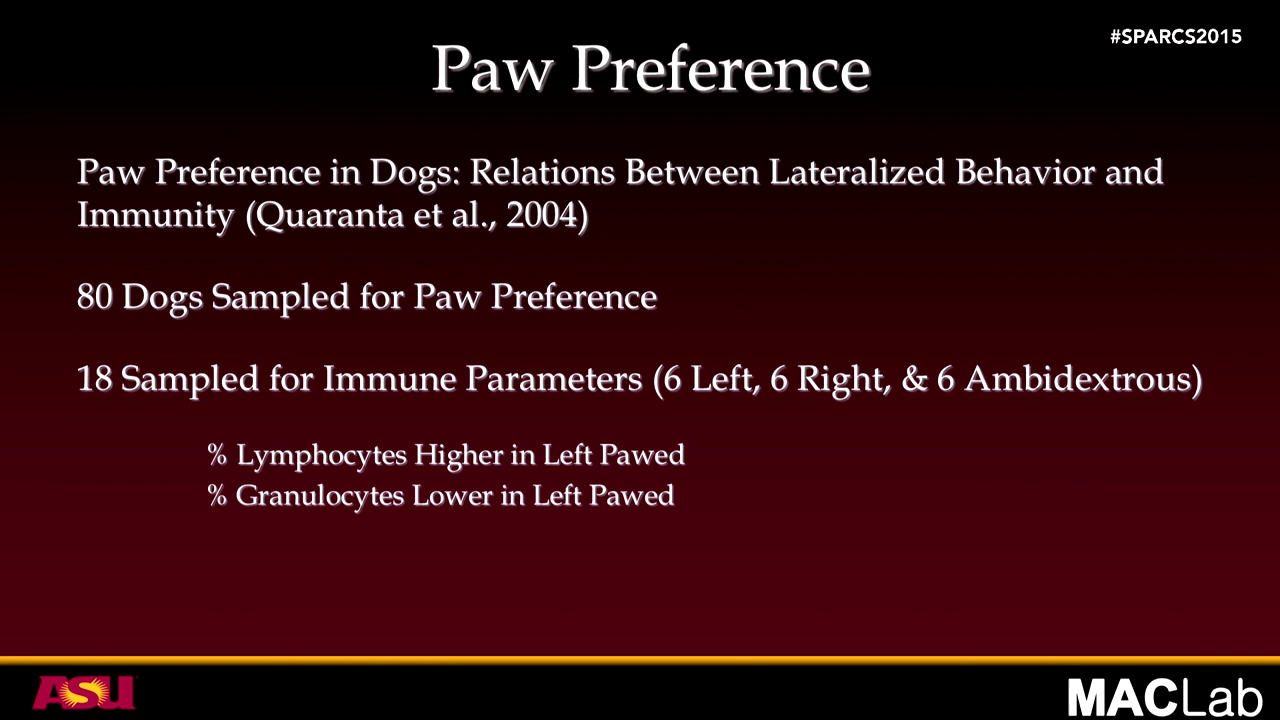 #SPARCS2015
Paw Preference
Paw Preference in Dogs: Relations Between Lateralized Behavior and
Immunity (Quaranta et al., 2004)
80 Dogs Sampled for Paw Preference
18 Sampled for Immune Parameters (6 Left, 6 Right, & 6 Ambidextrous)
% Lymphocytes Higher in Left Pawed
% Granulocytes Lower in Left Pawed
ASU
MACLab